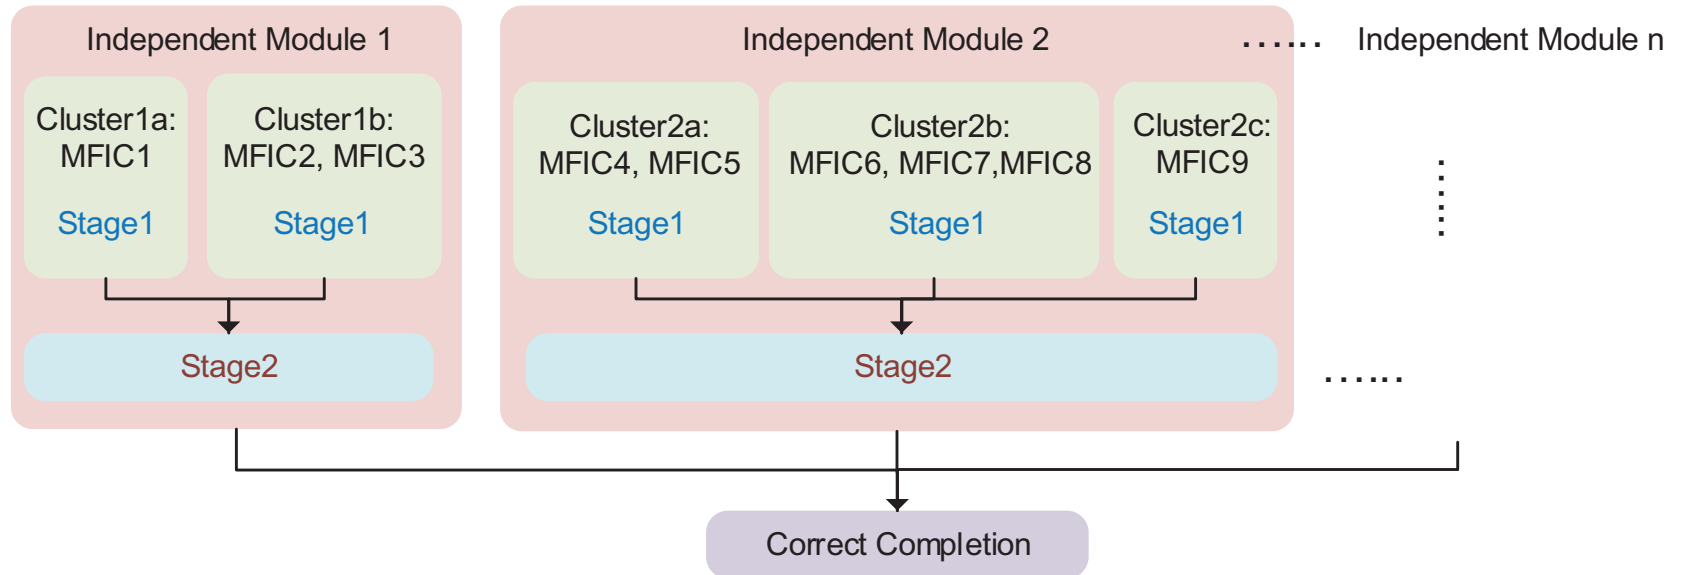 Independent Module 1
Independent Module 2
...... Independent Module n
Cluster1a:
MFIC1
Stage1
Cluster1b:
MFIC2, MFIC3
Stage1
Cluster2a:
MFIC4, MFIC5
Stage1
Cluster2b:
MFIC6, MFIC7,MFIC8
Stage1
Cluster2c:
MFIC9
Stage1
......
Stage2
Stage2
......
Correct Completion